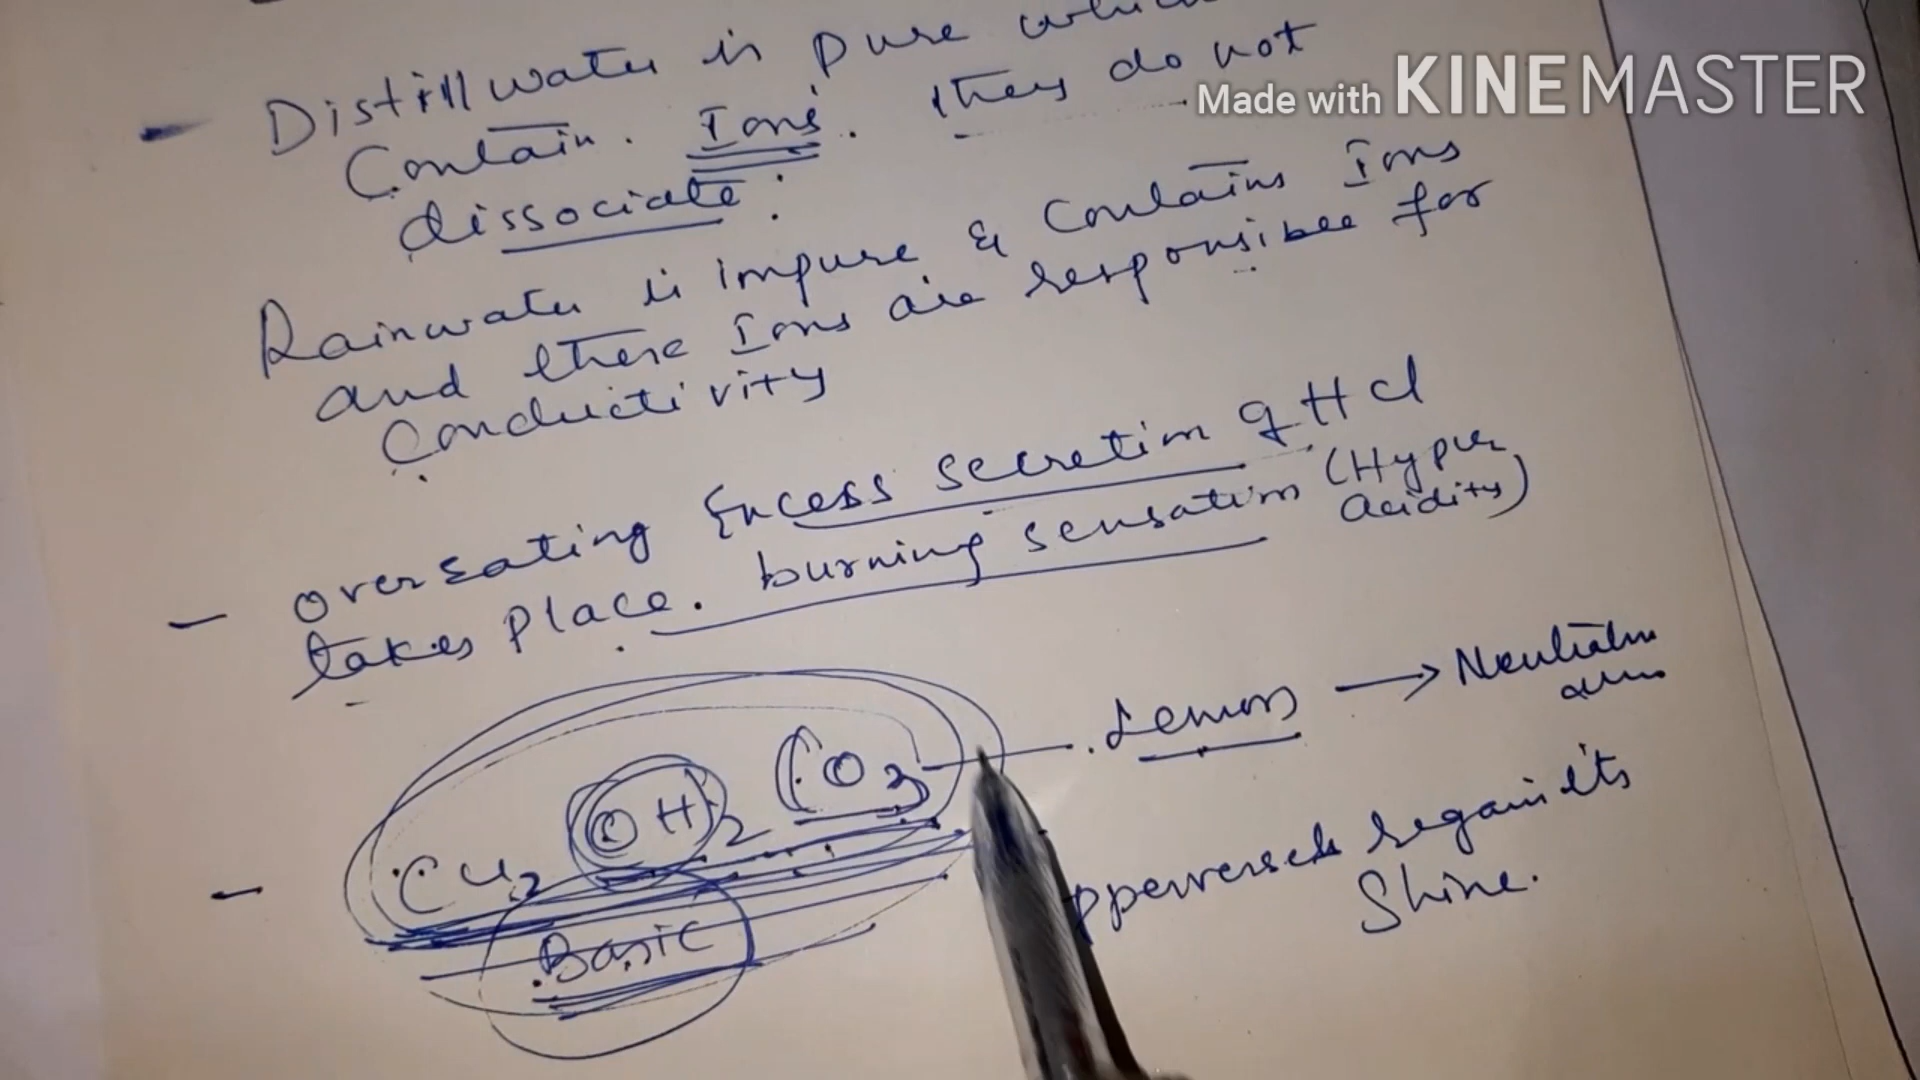 Distill water is pure which
Made with KINEMASTER
Contain. Ions. they do not
dissociate.
Rainwater is impure & Contains Ions
and these Ions are responsible for
Conductivity
overeating Excess secretion of HCl
takes Place. burning sensation (Hyper
acidity)
Cu2 (OH)2 CO3 Lemon → Neutralise
Basic
regain its
Shine.